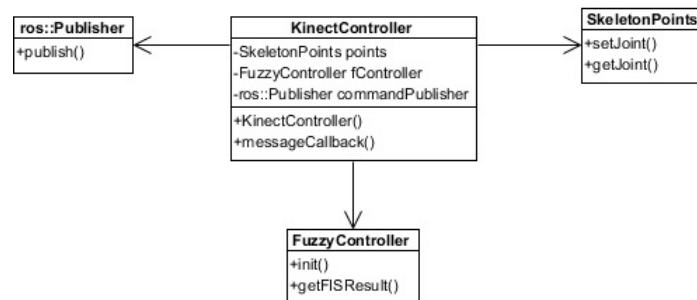 ros::Publisher
+publish()
KinectController
-SkeletonPoints points
-FuzzyController fController
-ros::Publisher commandPublisher
+KinectController()
+messageCallback()
SkeletonPoints
+setJoint()
+getJoint()
FuzzyController
+init()
+getFISResult()